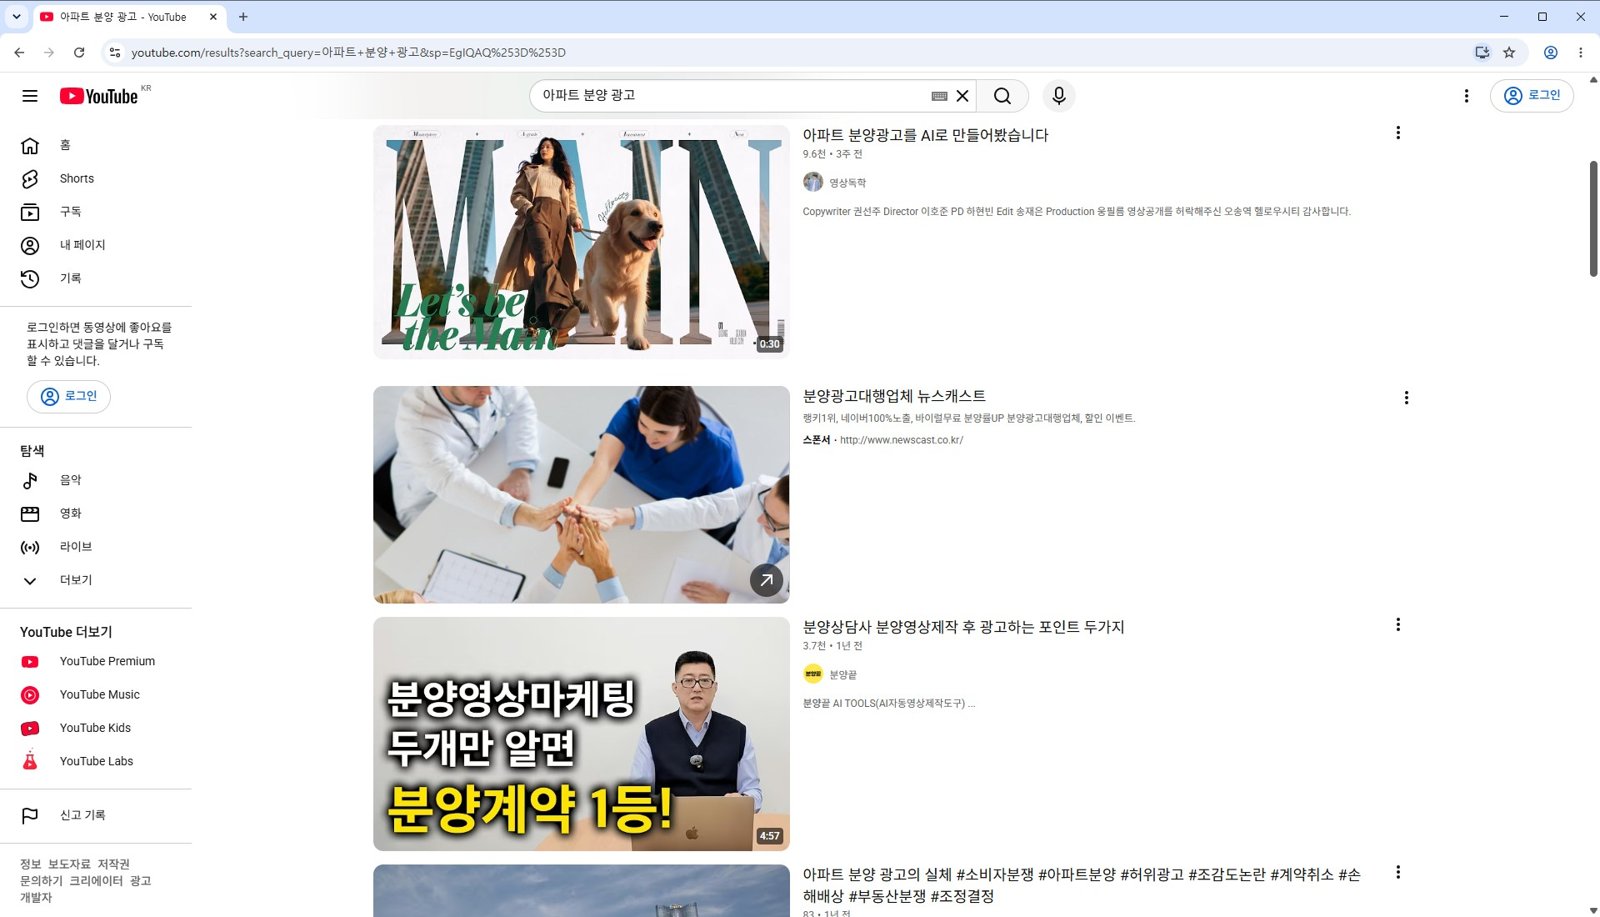 아파트 분양 광고 - YouTube
youtube.com/results?search_query=아파트+분양+광고&sp=EgIQAQ%253D%253D
YouTube KR
아파트 분양 광고
로그인
홈
Shorts
구독
내 페이지
기록
로그인하면 동영상에 좋아요를
표시하고 댓글을 달거나 구독
할 수 있습니다.
로그인
탐색
음악
영화
라이브
더보기
YouTube 더보기
YouTube Premium
YouTube Music
YouTube Kids
YouTube Labs
신고 기록
정보 보도자료 저작권
문의하기 크리에이터 광고
개발자
MAIN
Let's be
the Main
0:30
아파트 분양광고를 AI로 만들어봤습니다
9.6천 • 3주 전
영상독학
Copywriter 권선주 Director 이호준 PD 하현빈 Edit 송재은 Production 웅필름 영상공개를 허락해주신 오송역 헬로우시티 감사합니다.
분양광고대행업체 뉴스캐스트
랭키1위, 네이버100%노출, 바이럴무료 분양률UP 분양광고대행업체, 할인 이벤트.
스폰서 · http://www.newscast.co.kr/
분양영상마케팅
두개만 알면
분양계약 1등!
4:57
분양상담사 분양영상제작 후 광고하는 포인트 두가지
3.7천 • 1년 전
분양끝
분양끝 AI TOOLS(AI자동영상제작도구) ...
아파트 분양 광고의 실체 #소비자분쟁 #아파트분양 #허위광고 #조감도논란 #계약취소 #손
해배상 #부동산분쟁 #조정결정
83 • 1년 전